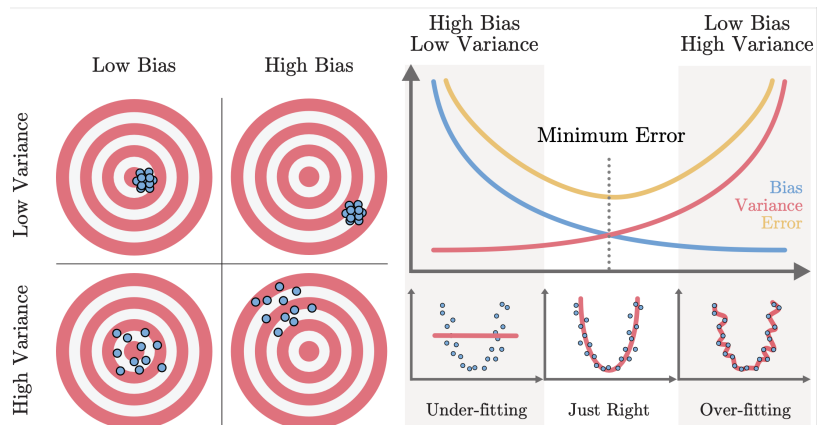 Low Bias
High Bias
Low Variance
High Variance
High Bias
Low Variance
Low Bias
High Variance
Minimum Error
Bias
Variance
Error
Under-fitting
Just Right
Over-fitting